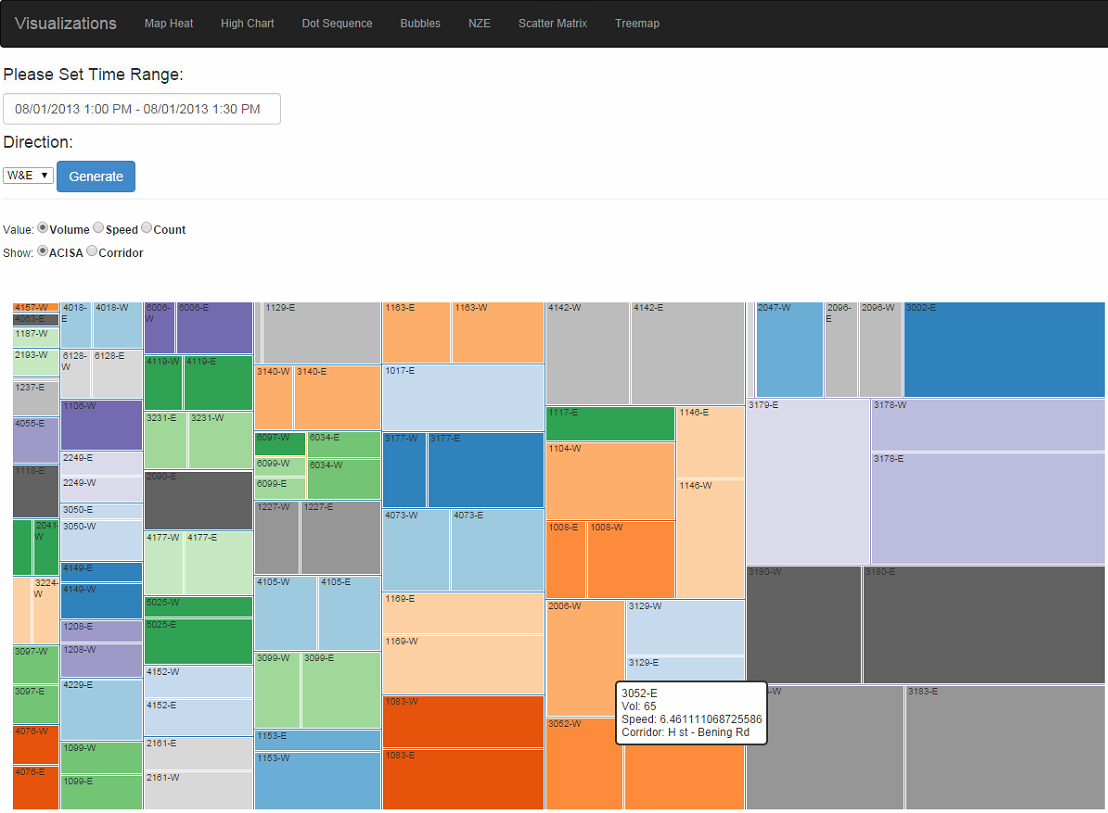 Visualizations Map Heat High Chart Dot Sequence Bubbles NZE Scatter Matrix Treemap
Please Set Time Range:
08/01/2013 1:00 PM - 08/01/2013 1:30 PM
Direction:
W&E ▼ Generate
Value: Volume Speed Count
Show: ACISA Corridor
4157-W
4063-E
1187-W
2193-W
1237-E
4055-E
1118-E
2041-W
3224-W
3097-W
3097-E
4076-W
4076-E
4018-E
4018-W
6128-W
6128-E
1106-W
2249-E
2249-W
3050-E
3050-W
4149-E
4149-W
1208-E
1208-W
4229-E
1099-W
1099-E
6006-W
6006-E
4119-W
4119-E
3231-E
3231-W
2090-E
4177-W
4177-E
5025-W
5025-E
4152-W
4152-E
2161-E
2161-W
1129-E
3140-W
3140-E
6097-W
6034-E
6099-W
6034-W
6099-E
1227-W
1227-E
4105-W
4105-E
3099-W
3099-E
1153-E
1153-W
1163-E
1163-W
1017-E
3177-W
3177-E
4073-W
4073-E
1169-E
1169-W
1083-W
1083-E
4142-W
4142-E
1117-E
1146-E
1104-W
1146-W
1008-E
1008-W
2006-W
3129-W
3129-E
3052-W
3052-E
Vol: 65
Speed: 6.461111068725586
Corridor: H st - Bening Rd
2047-W
2096-E
2096-W
3002-E
3179-E
3178-W
3178-E
3180-W
3180-E
3183-E